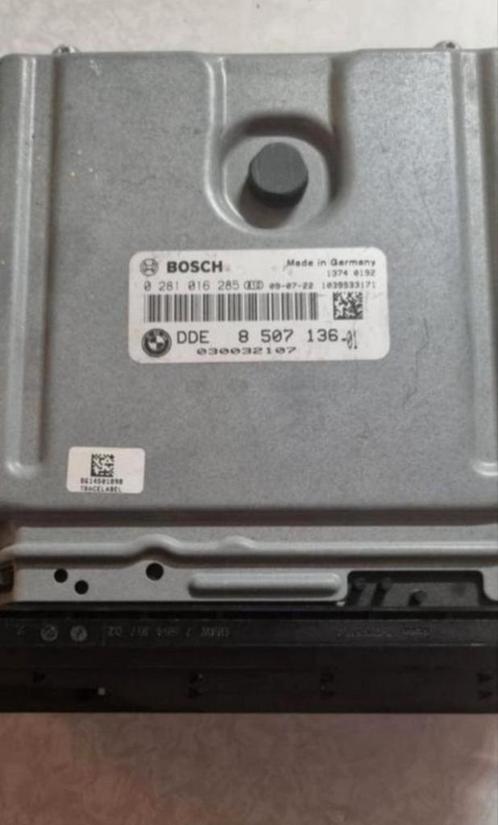 BOSCH Made in Germany
1374 0192
0 281 016 285 09-07-22 1039S33171
DDE 8 507 136-01
030032107
0614501890
TRACELABEL